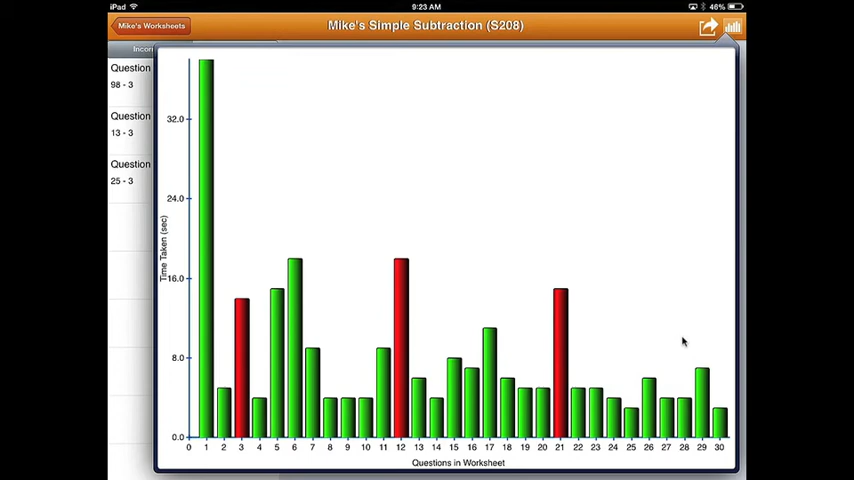 iPad 9:23 AM 46%
Mike's Worksheets
Mike's Simple Subtraction (S208)
Incorr
Question
98 - 3
Question
13 - 3
Question
25 - 3
Time Taken (sec)
32.0
24.0
16.0
8.0
0.0
0 1 2 3 4 5 6 7 8 9 10 11 12 13 14 15 16 17 18 19 20 21 22 23 24 25 26 27 28 29 30
Questions in Worksheet